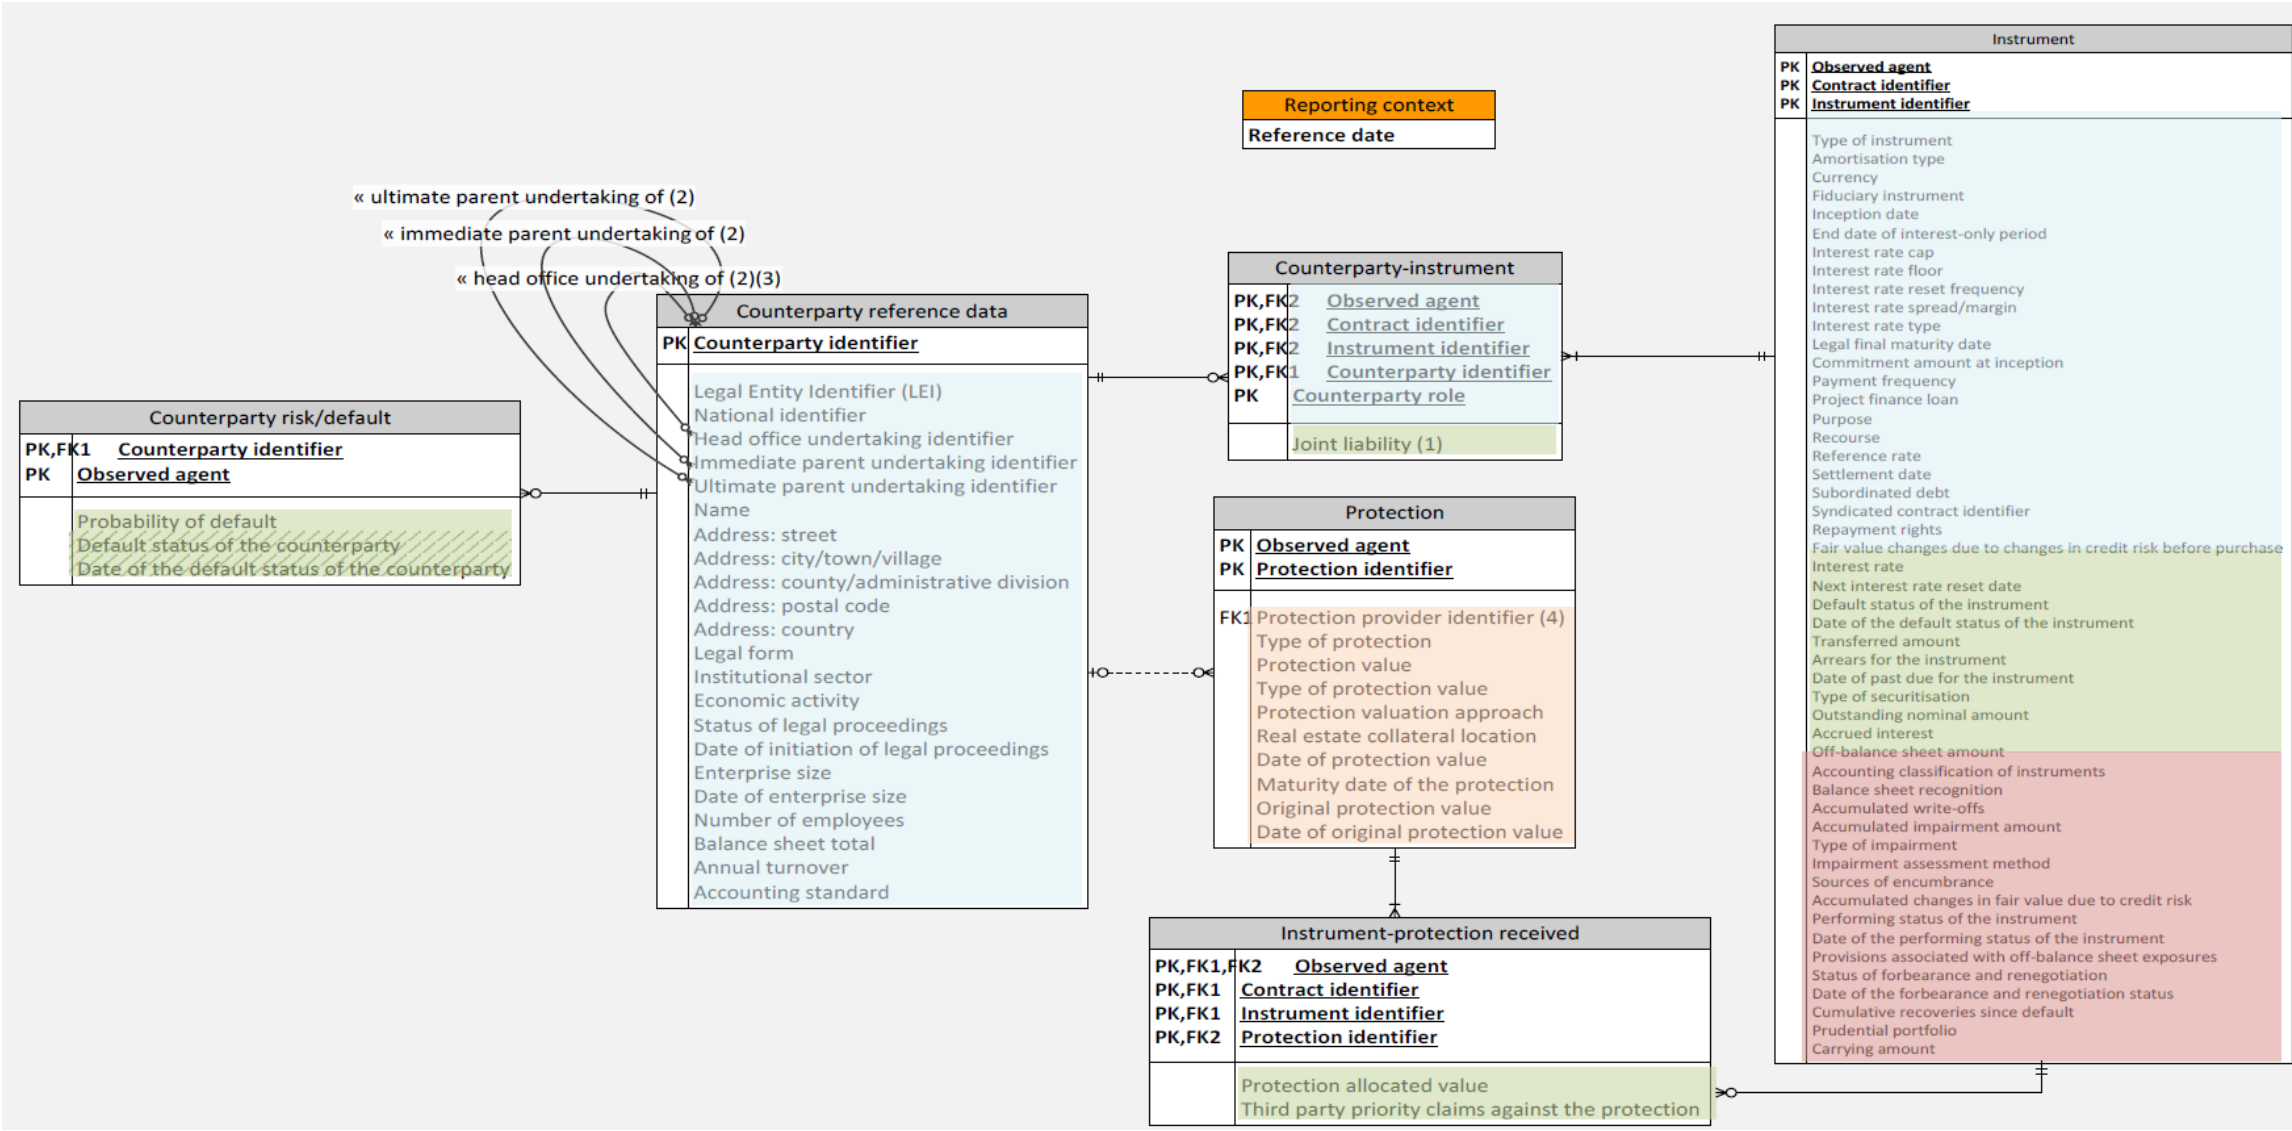 « ultimate parent undertaking of (2)
« immediate parent undertaking of (2)
« head office undertaking of (2)(3)
Counterparty risk/default
PK,FK1 Counterparty identifier
PK Observed agent
Probability of default
Default status of the counterparty
Date of the default status of the counterparty
Counterparty reference data
PK Counterparty identifier
Legal Entity Identifier (LEI)
National identifier
Head office undertaking identifier
Immediate parent undertaking identifier
Ultimate parent undertaking identifier
Name
Address: street
Address: city/town/village
Address: county/administrative division
Address: postal code
Address: country
Legal form
Institutional sector
Economic activity
Status of legal proceedings
Date of initiation of legal proceedings
Enterprise size
Date of enterprise size
Number of employees
Balance sheet total
Annual turnover
Accounting standard
Reporting context
Reference date
Counterparty-instrument
PK,FK2 Observed agent
PK,FK2 Contract identifier
PK,FK2 Instrument identifier
PK,FK1 Counterparty identifier
PK Counterparty role
Joint liability (1)
Protection
PK Observed agent
PK Protection identifier
FK1 Protection provider identifier (4)
Type of protection
Protection value
Type of protection value
Protection valuation approach
Real estate collateral location
Date of protection value
Maturity date of the protection
Original protection value
Date of original protection value
Instrument-protection received
PK,FK1,FK2 Observed agent
PK,FK1 Contract identifier
PK,FK1 Instrument identifier
PK,FK2 Protection identifier
Protection allocated value
Third party priority claims against the protection
Instrument
PK Observed agent
PK Contract identifier
PK Instrument identifier
Type of instrument
Amortisation type
Currency
Fiduciary instrument
Inception date
End date of interest-only period
Interest rate cap
Interest rate floor
Interest rate reset frequency
Interest rate spread/margin
Interest rate type
Legal final maturity date
Commitment amount at inception
Payment frequency
Project finance loan
Purpose
Recourse
Reference rate
Settlement date
Subordinated debt
Syndicated contract identifier
Repayment rights
Fair value changes due to changes in credit risk before purchase
Interest rate
Next interest rate reset date
Default status of the instrument
Date of the default status of the instrument
Transferred amount
Arrears for the instrument
Date of past due for the instrument
Type of securitisation
Outstanding nominal amount
Accrued interest
Off-balance sheet amount
Accounting classification of instruments
Balance sheet recognition
Accumulated write-offs
Accumulated impairment amount
Type of impairment
Impairment assessment method
Sources of encumbrance
Accumulated changes in fair value due to credit risk
Performing status of the instrument
Date of the performing status of the instrument
Provisions associated with off-balance sheet exposures
Status of forbearance and renegotiation
Date of the forbearance and renegotiation status
Cumulative recoveries since default
Prudential portfolio
Carrying amount